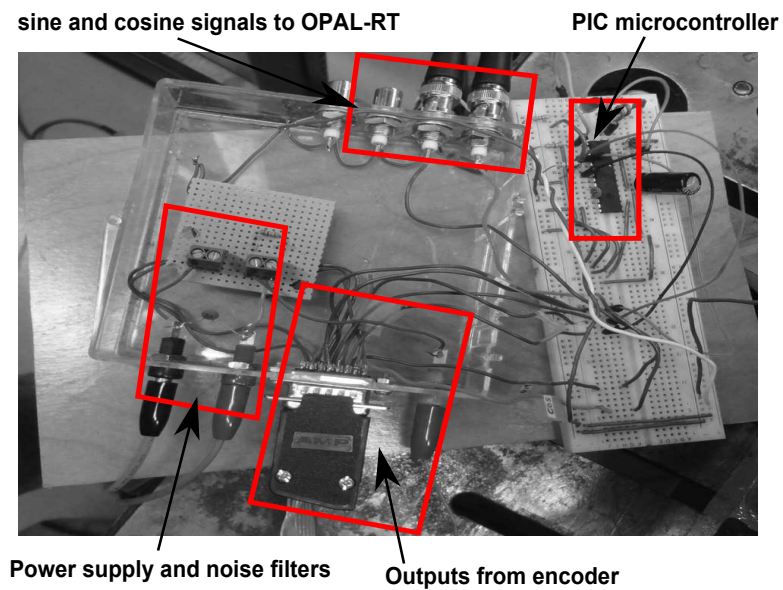 sine and cosine signals to OPAL-RT
PIC microcontroller
AMP
Power supply and noise filters
Outputs from encoder